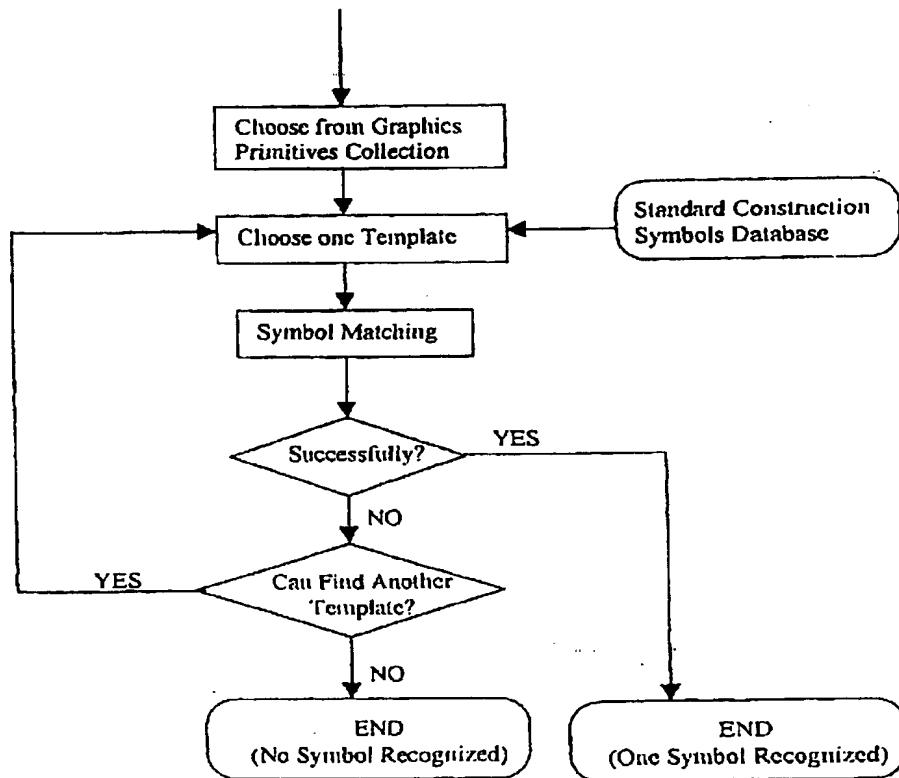 Choose from Graphics
Primitives Collection
Standard Construction
Symbols Database
Choose one Template
Symbol Matching
Successfully?
YES
NO
Can Find Another
Template?
YES
NO
END
(No Symbol Recognized)
END
(One Symbol Recognized)